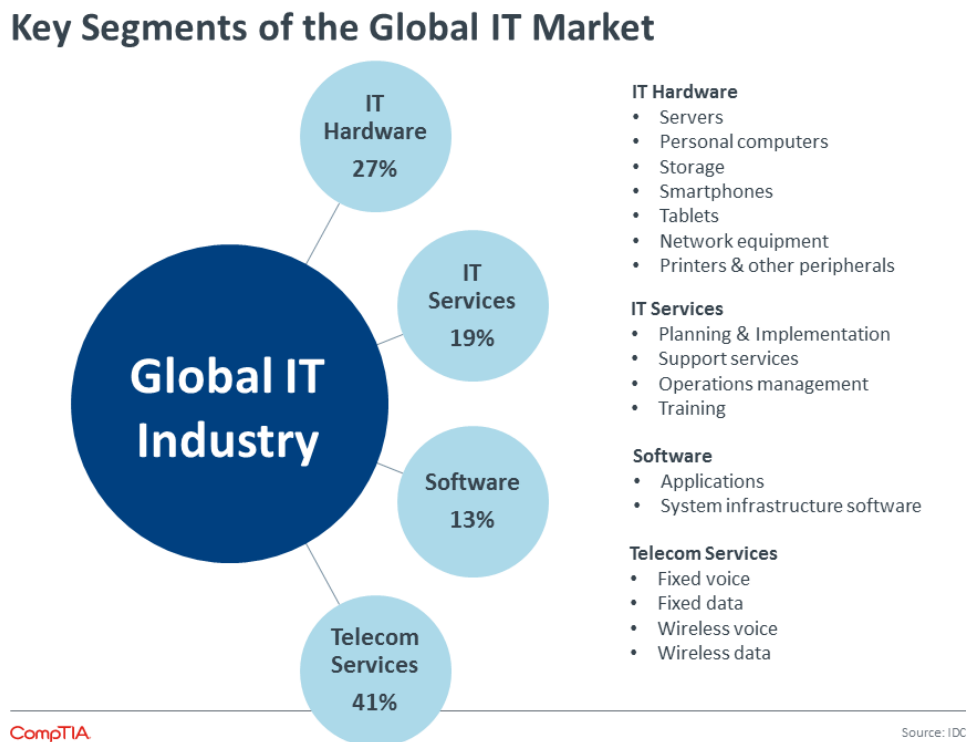 Key Segments of the Global IT Market
IT
Hardware
27%
IT
Services
19%
Global IT
Industry
Software
13%
Telecom
Services
41%
IT Hardware
• Servers
• Personal computers
• Storage
• Smartphones
• Tablets
• Network equipment
• Printers & other peripherals
IT Services
• Planning & Implementation
• Support services
• Operations management
• Training
Software
• Applications
• System infrastructure software
Telecom Services
• Fixed voice
• Fixed data
• Wireless voice
• Wireless data
CompTIA.
Source: IDC